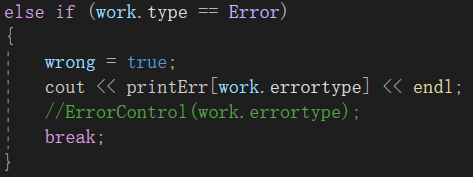 else if (work.type == Error)
{
wrong = true;
cout << printErr[work.errortype] << endl;
//ErrorControl(work.errortype);
break;
}